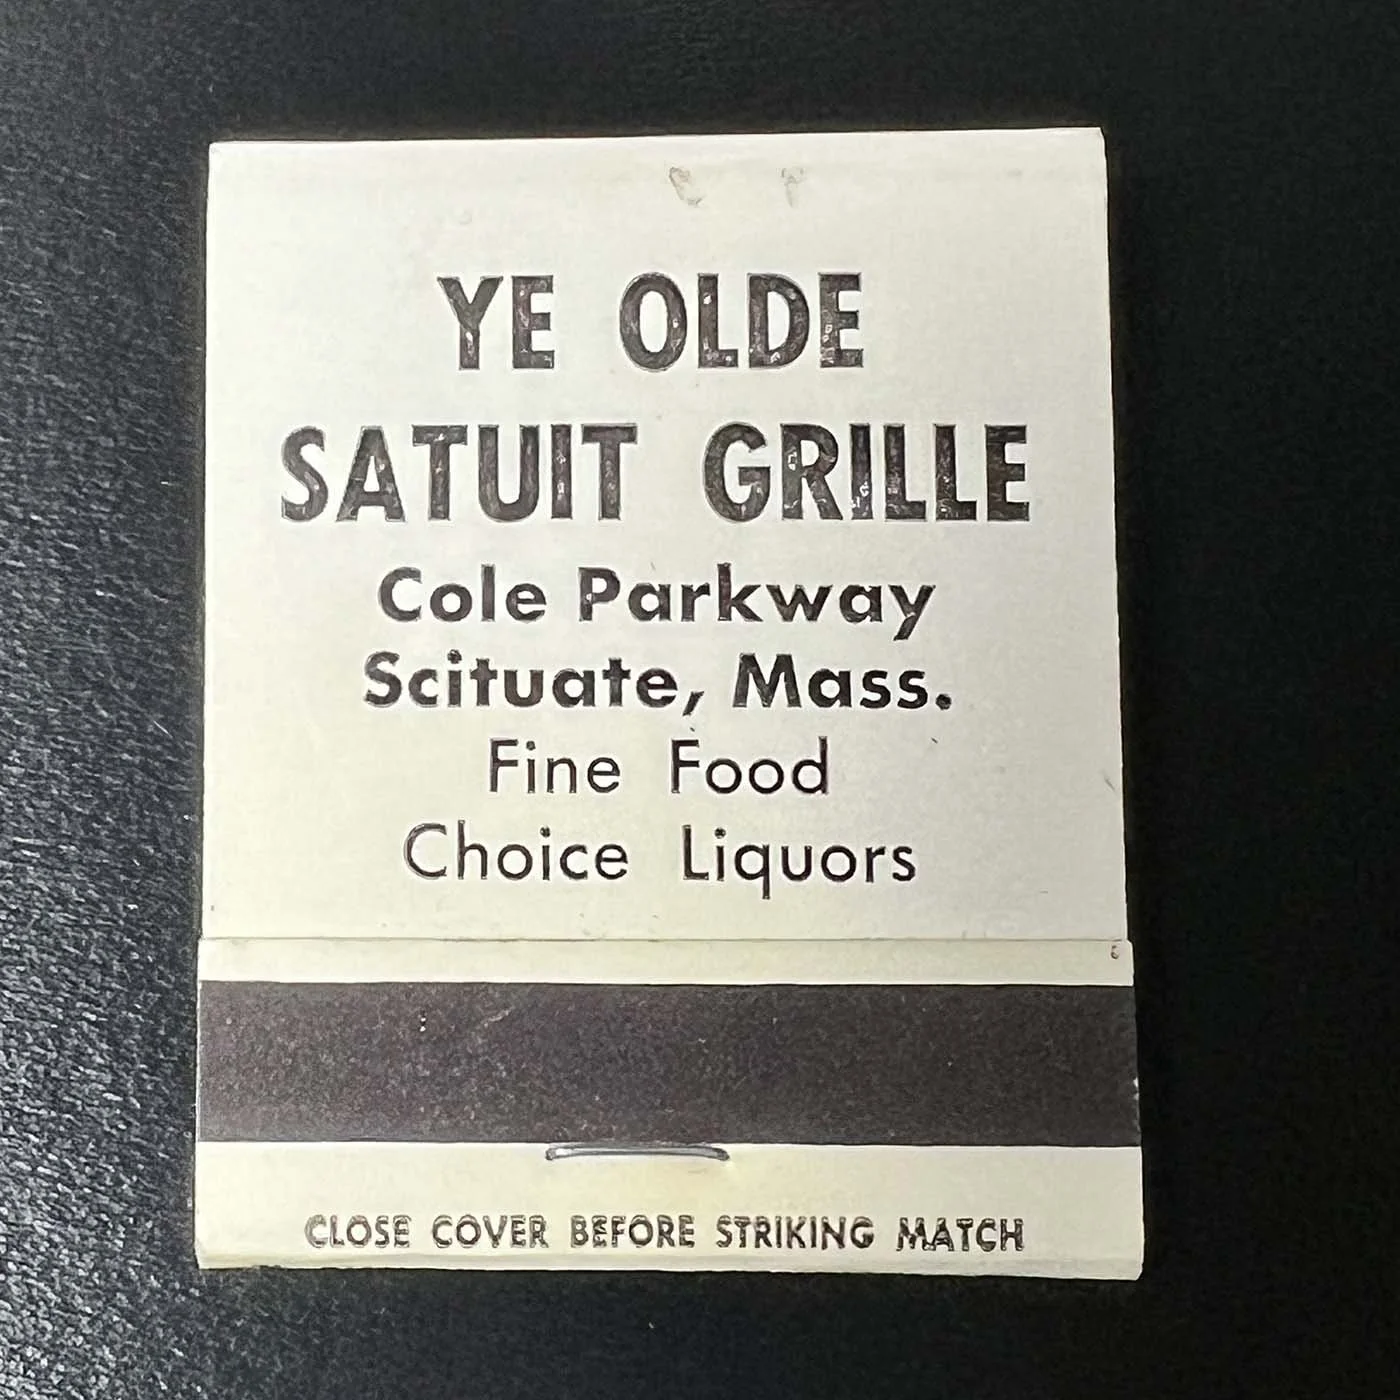 YE OLDE
SATUIT GRILLE
Cole Parkway
Scituate, Mass.
Fine Food
Choice Liquors
CLOSE COVER BEFORE STRIKING MATCH